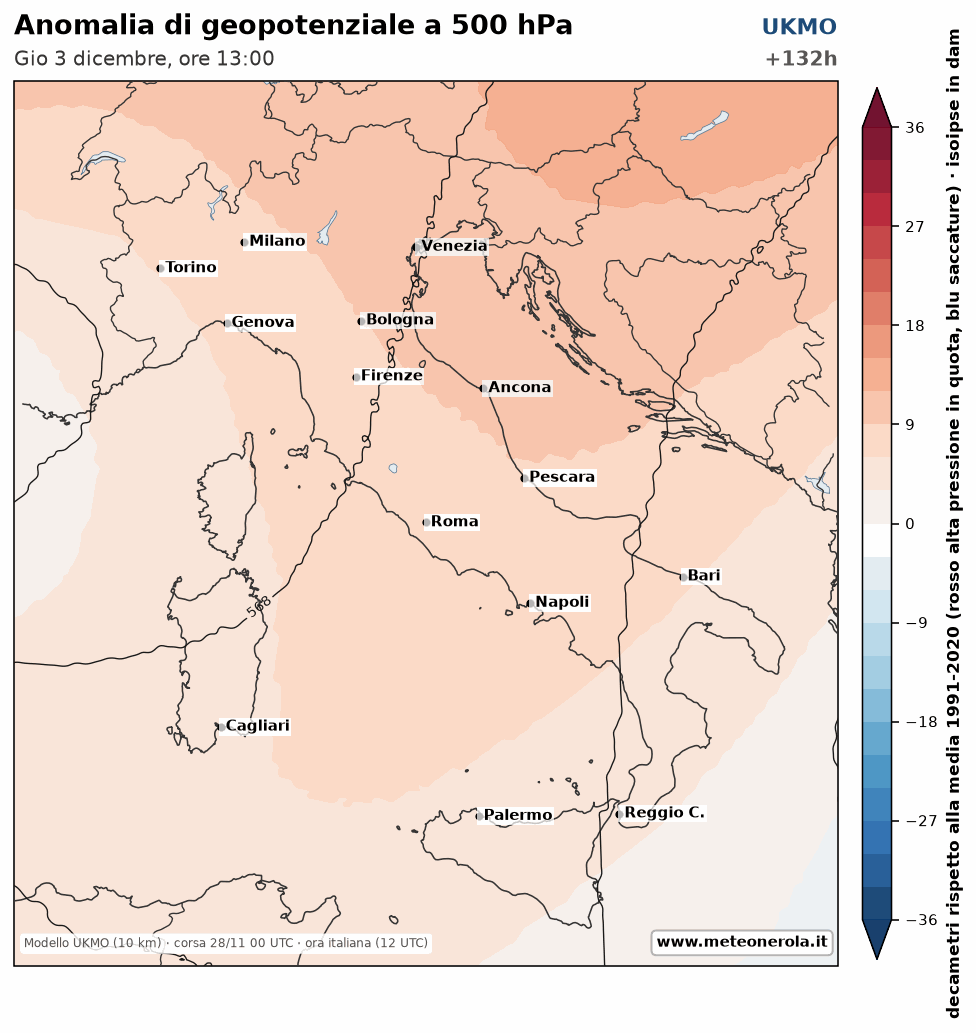 Anomalia di geopotenziale a 500 hPa
UKMO
Gio 3 dicembre, ore 13:00
+132h
Milano
Venezia
Torino
Genova
Bologna
Firenze
Ancona
Pescara
Roma
Bari
Napoli
568
Cagliari
Palermo
Reggio C.
Modello UKMO (10 km) · corsa 28/11 00 UTC · ora italiana (12 UTC)
www.meteonerola.it
36
27
18
9
0
−9
−18
−27
−36
decametri rispetto alla media 1991-2020 (rosso alta pressione in quota, blu saccature) · isoipse in dam